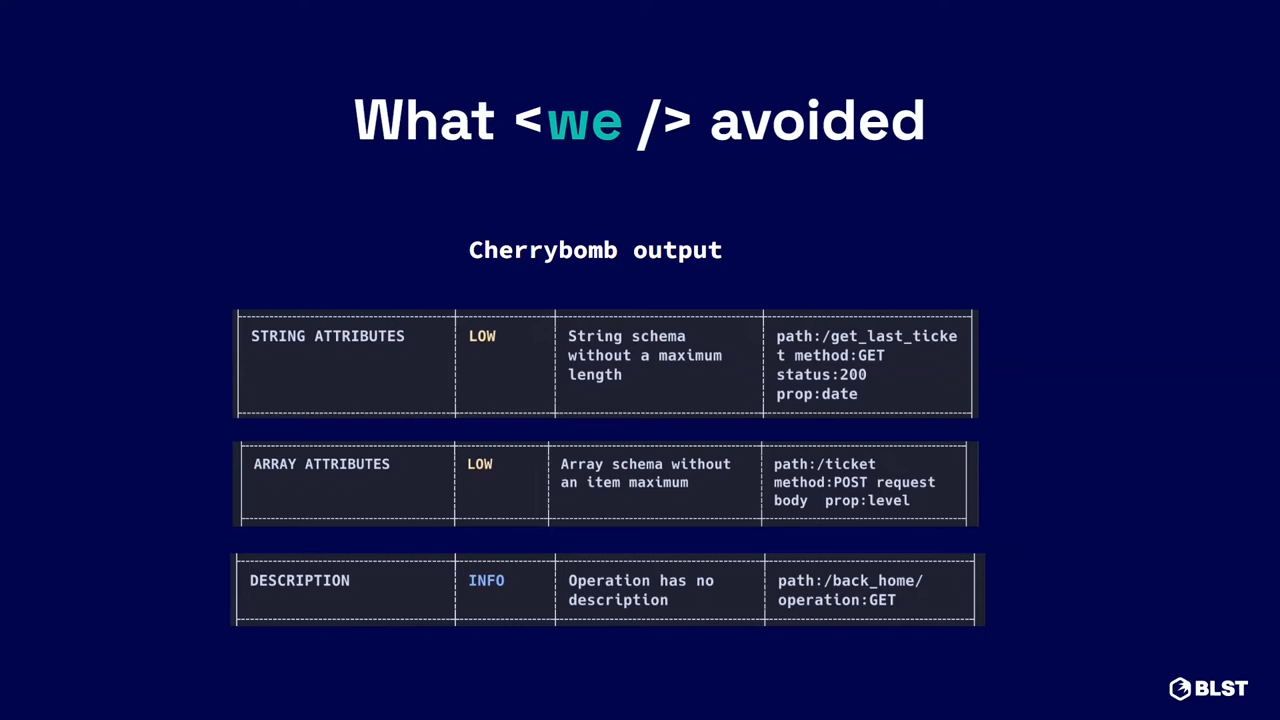 What <we /> avoided
Cherrybomb output
STRING ATTRIBUTES
LOW
String schema
without a maximum
length
path:/get_last_ticke
t method:GET
status:200
prop:date
ARRAY ATTRIBUTES
LOW
Array schema without
an item maximum
path:/ticket
method:POST request
body  prop:level
DESCRIPTION
INFO
Operation has no
description
path:/back_home/
operation:GET
BLST